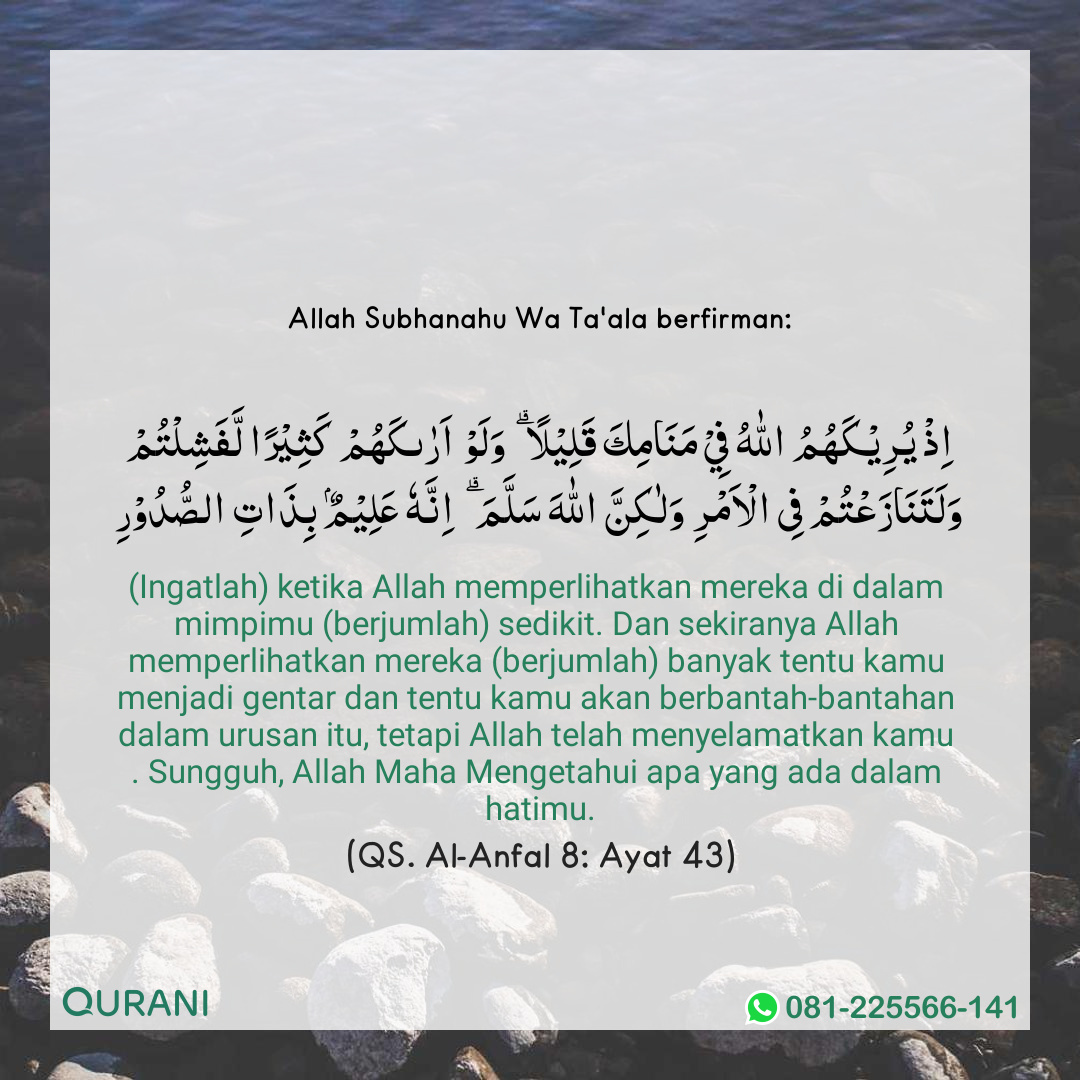 Allah Subhanahu Wa Ta'ala berfirman:
اِذْ يُرِيْكَهُمُ اللّٰهُ فِيْ مَنَامِكَ قَلِيْلًاۗ وَلَوْ اَرٰىكَهُمْ كَثِيْرًا لَّفَشِلْتُمْ
وَلَتَنَازَعْتُمْ فِى الْاَمْرِ وَلٰكِنَّ اللّٰهَ سَلَّمَۗ اِنَّهٗ عَلِيْمٌۢ بِذَاتِ الصُّدُوْرِ
(Ingatlah) ketika Allah memperlihatkan mereka di dalam
mimpimu (berjumlah) sedikit. Dan sekiranya Allah
memperlihatkan mereka (berjumlah) banyak tentu kamu
menjadi gentar dan tentu kamu akan berbantah-bantahan
dalam urusan itu, tetapi Allah telah menyelamatkan kamu
. Sungguh, Allah Maha Mengetahui apa yang ada dalam
hatimu.
(QS. Al-Anfal 8: Ayat 43)
QURANI
081-225566-141